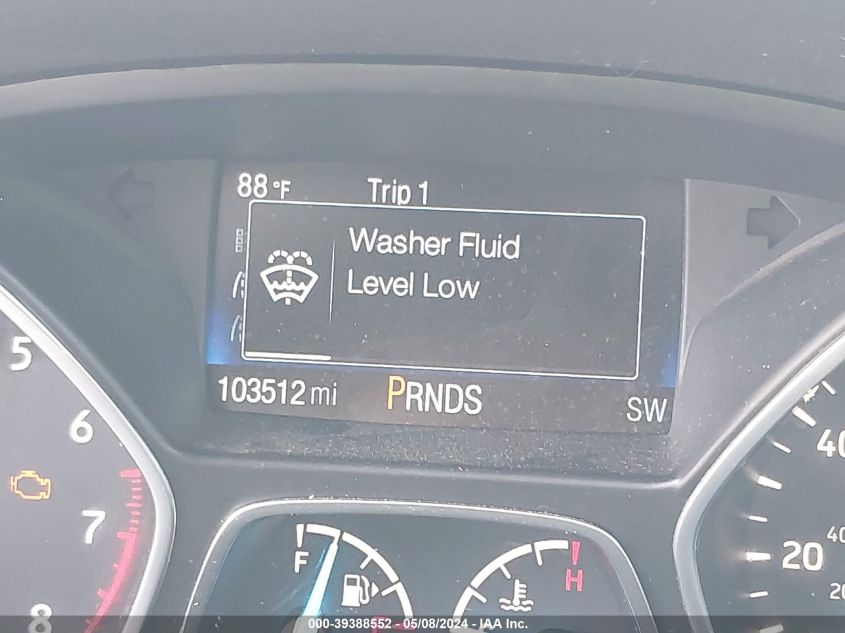 88 °F Trip 1
Washer Fluid
Level Low
103512 mi PRNDS SW
5
6
7
8
40
20
F
H
000-39388552 - 05/08/2024 - IAA Inc.